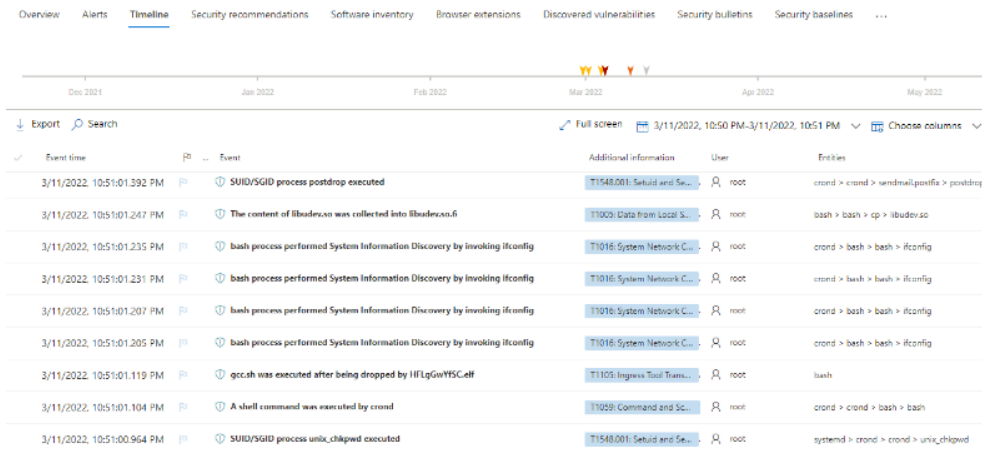 Overview Alerts Timeline Security recommendations Software inventory Browser extensions Discovered vulnerabilities Security bulletins Security baselines ...
Dec 2021 Jan 2022 Feb 2022 Mar 2022 Apr 2022 May 2022
Export Search Full screen 3/11/2022, 10:50 PM-3/11/2022, 10:51 PM Choose columns
Event time ... Event Additional information User Entities
3/11/2022, 10:51:01.392 PM SUID/SGID process postdrop executed T1548.001: Setuid and Se... root crond > crond > sendmail.postfix > postdrop
3/11/2022, 10:51:01.247 PM The content of libudev.so was collected into libudev.so.6 T1005: Data from Local S... root bash > bash > cp > libudev.so
3/11/2022, 10:51:01.235 PM bash process performed System Information Discovery by invoking ifconfig T1016: System Network C... root crond > bash > bash > ifconfig
3/11/2022, 10:51:01.231 PM bash process performed System Information Discovery by invoking ifconfig T1016: System Network C... root crond > bash > bash > ifconfig
3/11/2022, 10:51:01.207 PM bash process performed System Information Discovery by invoking ifconfig T1016: System Network C... root crond > bash > bash > ifconfig
3/11/2022, 10:51:01.205 PM bash process performed System Information Discovery by invoking ifconfig T1016: System Network C... root crond > bash > bash > ifconfig
3/11/2022, 10:51:01.119 PM gcc.sh was executed after being dropped by HFLgGwYfSC.elf T1105: Ingress Tool Trans... root bash
3/11/2022, 10:51:01.104 PM A shell command was executed by crond T1059: Command and Sc... root crond > crond > bash > bash
3/11/2022, 10:51:00.964 PM SUID/SGID process unix_chkpwd executed T1548.001: Setuid and Se... root systemd > crond > crond > unix_chkpwd